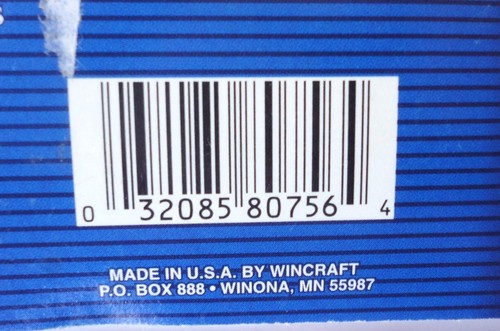 0 32085 80756 4
MADE IN U.S.A. BY WINCRAFT
P.O. BOX 888 • WINONA, MN 55987